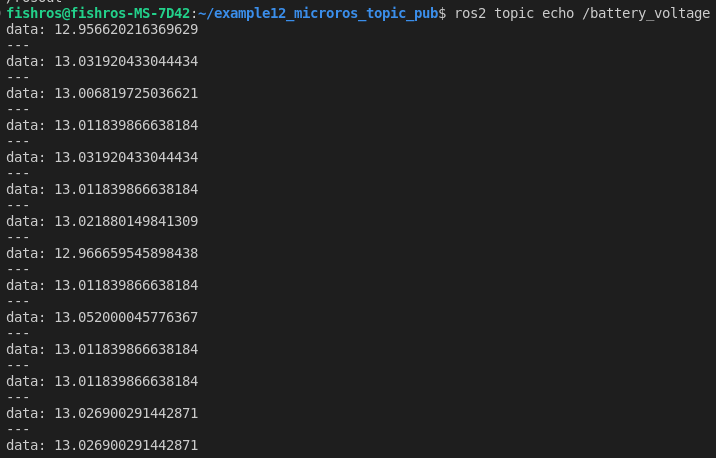 fishros@fishros-MS-7D42:~/example12_microros_topic_pub$ ros2 topic echo /battery_voltage
data: 12.956620216369629
---
data: 13.031920433044434
---
data: 13.006819725036621
---
data: 13.011839866638184
---
data: 13.031920433044434
---
data: 13.011839866638184
---
data: 13.021880149841309
---
data: 12.966659545898438
---
data: 13.011839866638184
---
data: 13.052000045776367
---
data: 13.011839866638184
---
data: 13.011839866638184
---
data: 13.026900291442871
---
data: 13.026900291442871